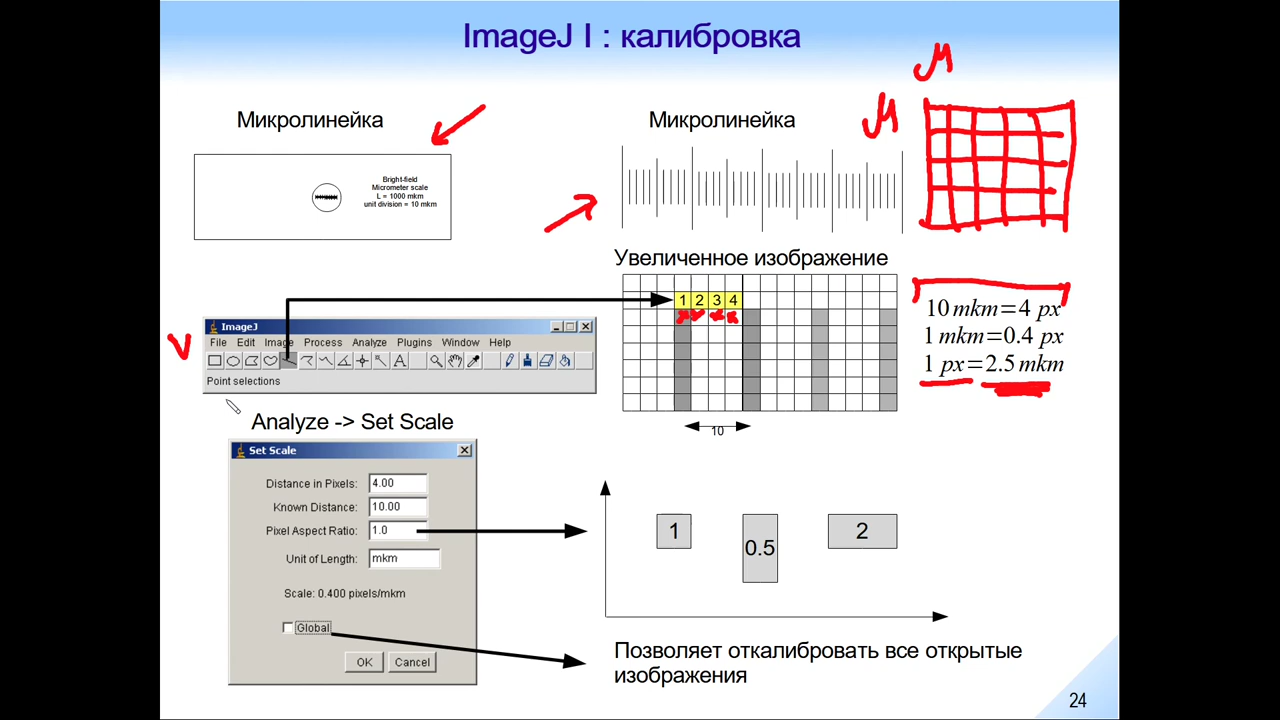 ImageJ I : калибровка
Микролинейка
Bright-field
Micrometer scale
L = 1000 mkm
unit division = 10 mkm
Микролинейка
M
M
Увеличенное изображение
1 2 3 4
10
10 mkm=4 px
1 mkm=0.4 px
1 px=2.5 mkm
V
ImageJ
File Edit Image Process Analyze Plugins Window Help
A
Point selections
Analyze -> Set Scale
Set Scale
Distance in Pixels: 4.00
Known Distance: 10.00
Pixel Aspect Ratio: 1.0
Unit of Length: mkm
Scale: 0.400 pixels/mkm
Global
OK Cancel
1
0.5
2
Позволяет откалибровать все открытые
изображения
24